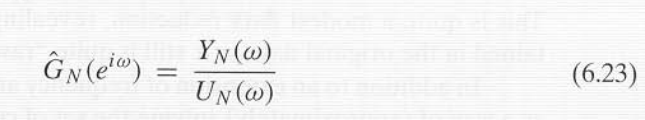 Ĝ_N(e^{iω}) = Y_N(ω) / U_N(ω) (6.23)